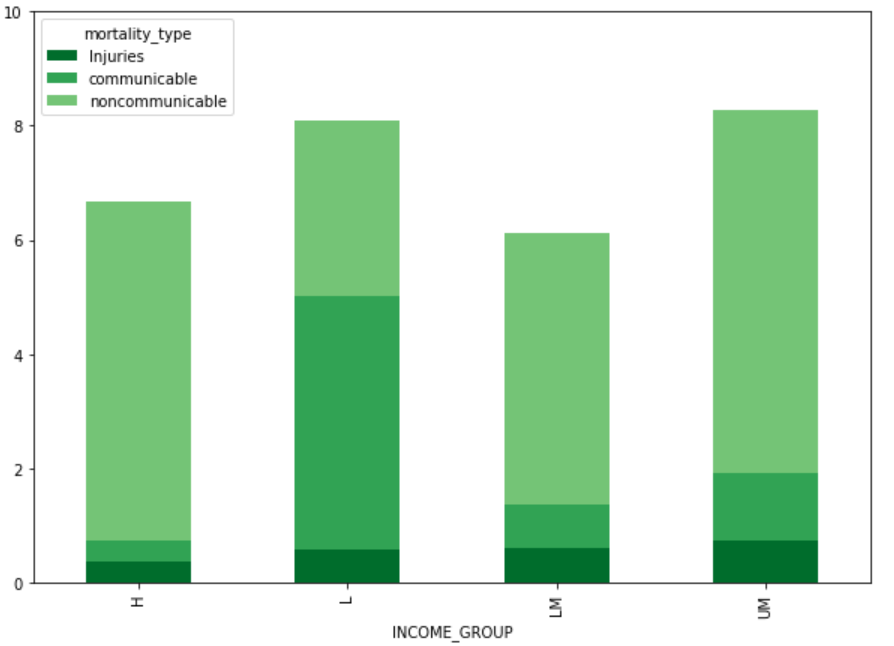 10
8
6
4
2
0
mortality_type
Injuries
communicable
noncommunicable
H
L
LM
UM
INCOME_GROUP